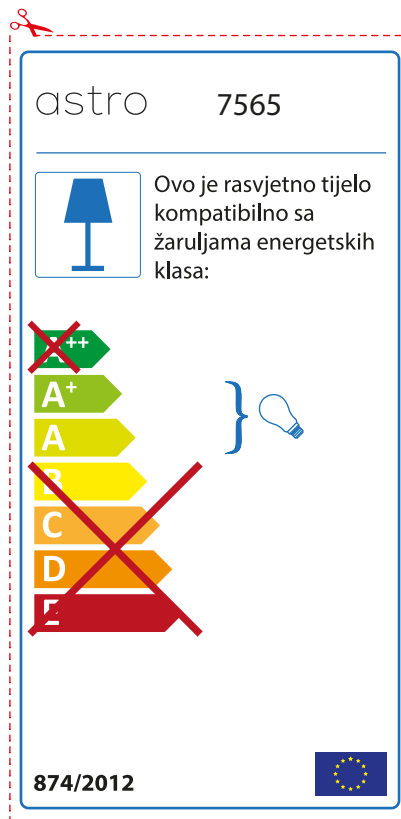 astro 7565
Ovo je rasvjetno tijelo
kompatibilno sa
žaruljama energetskih
klasa:
A++
A+
A
B
C
D
E
874/2012